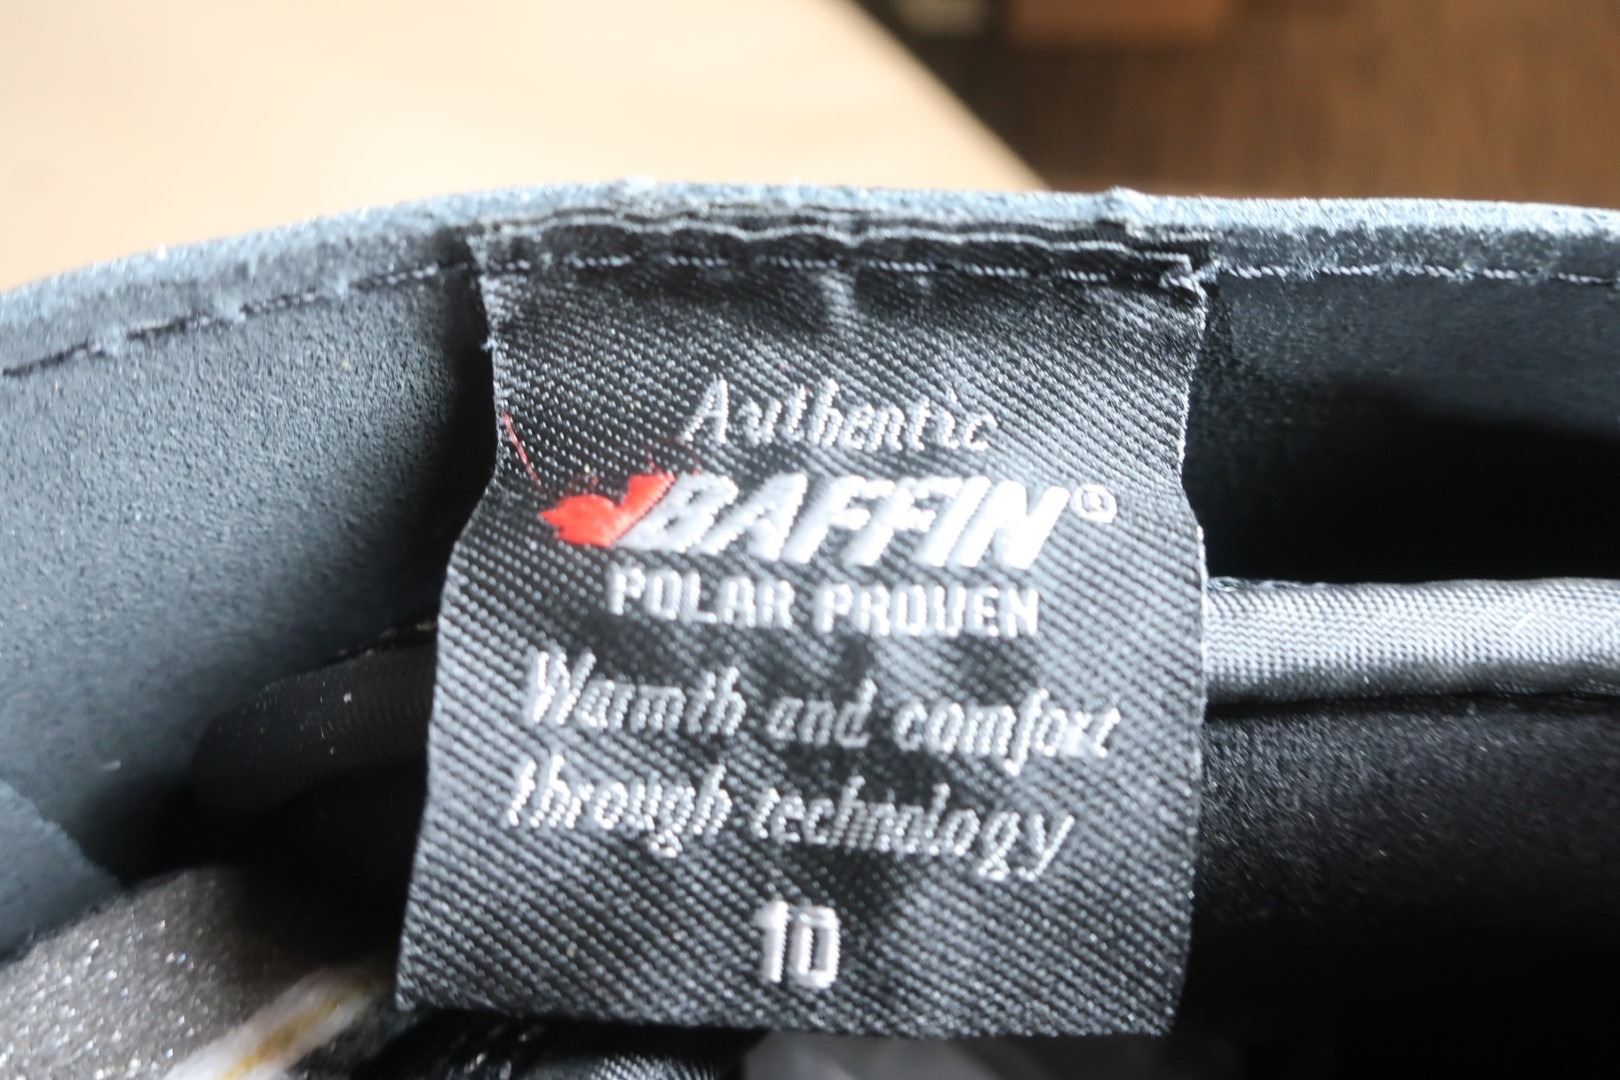 Authentic
BAFFIN®
POLAR PROVEN
Warmth and comfort
through technology
10